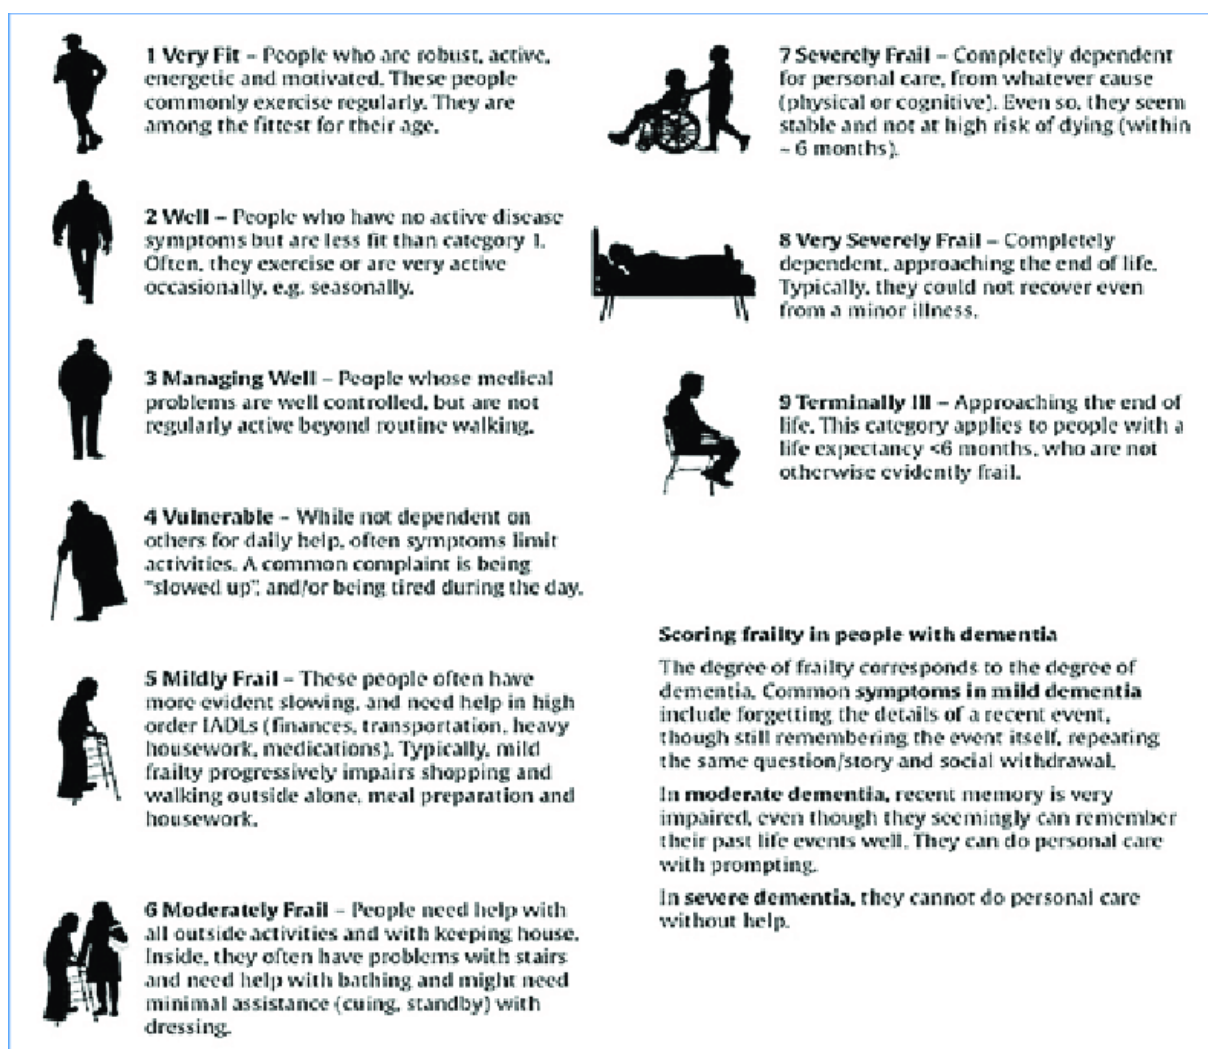 1 Very Fit – People who are robust, active,
energetic and motivated. These people
commonly exercise regularly. They are
among the fittest for their age.
2 Well – People who have no active disease
symptoms but are less fit than category 1.
Often, they exercise or are very active
occasionally, e.g. seasonally.
3 Managing Well – People whose medical
problems are well controlled, but are not
regularly active beyond routine walking.
4 Vulnerable – While not dependent on
others for daily help, often symptoms limit
activities. A common complaint is being
"slowed up", and/or being tired during the day.
5 Mildly Frail – These people often have
more evident slowing, and need help in high
order IADLs (finances, transportation, heavy
housework, medications). Typically, mild
frailty progressively impairs shopping and
walking outside alone, meal preparation and
housework.
6 Moderately Frail – People need help with
all outside activities and with keeping house.
Inside, they often have problems with stairs
and need help with bathing and might need
minimal assistance (cuing, standby) with
dressing.
7 Severely Frail – Completely dependent
for personal care, from whatever cause
(physical or cognitive). Even so, they seem
stable and not at high risk of dying (within
~ 6 months).
8 Very Severely Frail – Completely
dependent, approaching the end of life.
Typically, they could not recover even
from a minor illness.
9 Terminally Ill – Approaching the end of
life. This category applies to people with a
life expectancy <6 months, who are not
otherwise evidently frail.
Scoring frailty in people with dementia
The degree of frailty corresponds to the degree of
dementia. Common symptoms in mild dementia
include forgetting the details of a recent event,
though still remembering the event itself, repeating
the same question/story and social withdrawal.
In moderate dementia, recent memory is very
impaired, even though they seemingly can remember
their past life events well. They can do personal care
with prompting.
In severe dementia, they cannot do personal care
without help.